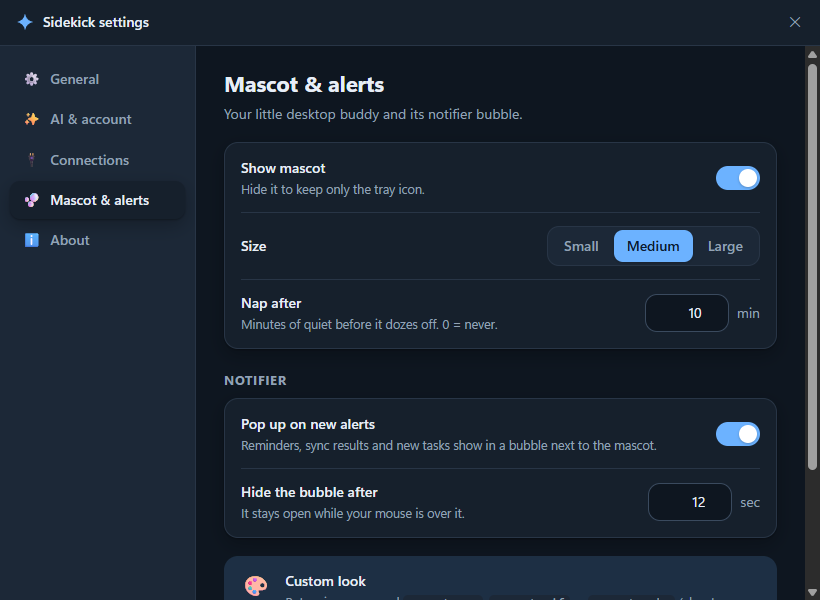 Sidekick settings
General
AI & account
Connections
Mascot & alerts
About
Mascot & alerts
Your little desktop buddy and its notifier bubble.
Show mascot
Hide it to keep only the tray icon.
Size
Small Medium Large
Nap after
Minutes of quiet before it dozes off. 0 = never.
10 min
NOTIFIER
Pop up on new alerts
Reminders, sync results and new tasks show in a bubble next to the mascot.
Hide the bubble after
It stays open while your mouse is over it.
12 sec
Custom look